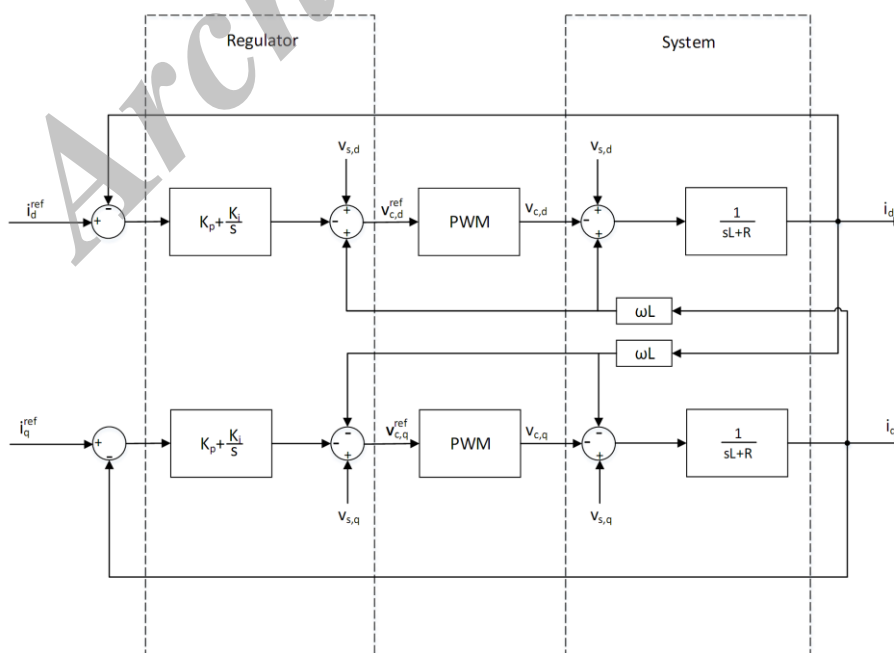 Arch
Regulator
System
v_s,d
v_s,d
i_d^ref
+
-
K_p+K_i/s
-
+
+
v_c,d^ref
PWM
v_c,d
-
+
+
1/(sL+R)
i_d
ωL
ωL
i_q^ref
+
-
K_p+K_i/s
-
-
+
v_c,q^ref
PWM
v_c,q
-
-
+
1/(sL+R)
v_s,q
v_s,q